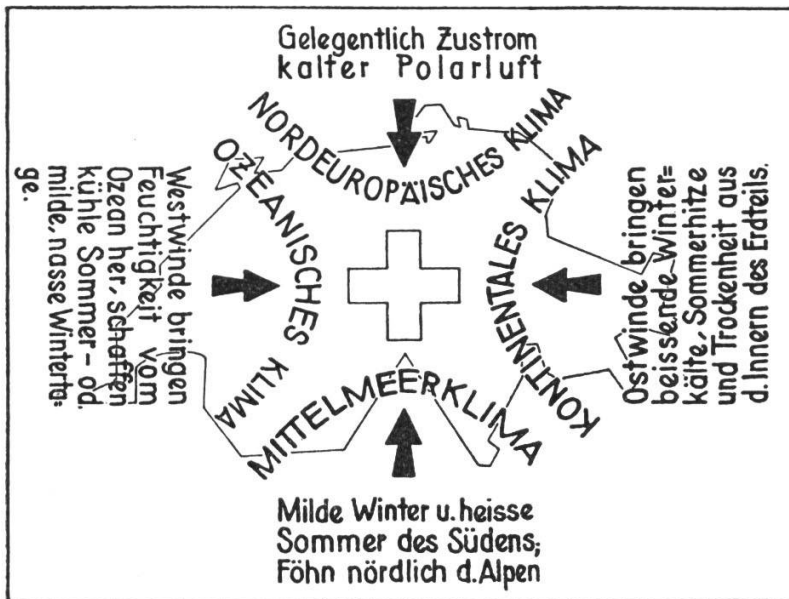 Gelegentlich Zustrom
kalter Polarluft
NORDEUROPÄISCHES KLIMA
OZEANISCHES KLIMA
Westwinde bringen
Feuchtigkeit vom
Ozean her, schaffen
kühle Sommer- od.
milde, nasse Winterta=
ge.
KONTINENTALES KLIMA
Ostwinde bringen
beissende Winter=
kälte, Sommerhitze
und Trockenheit aus
d. Innern des Erdteils.
MITTELMEERKLIMA
Milde Winter u. heisse
Sommer des Südens;
Föhn nördlich d. Alpen